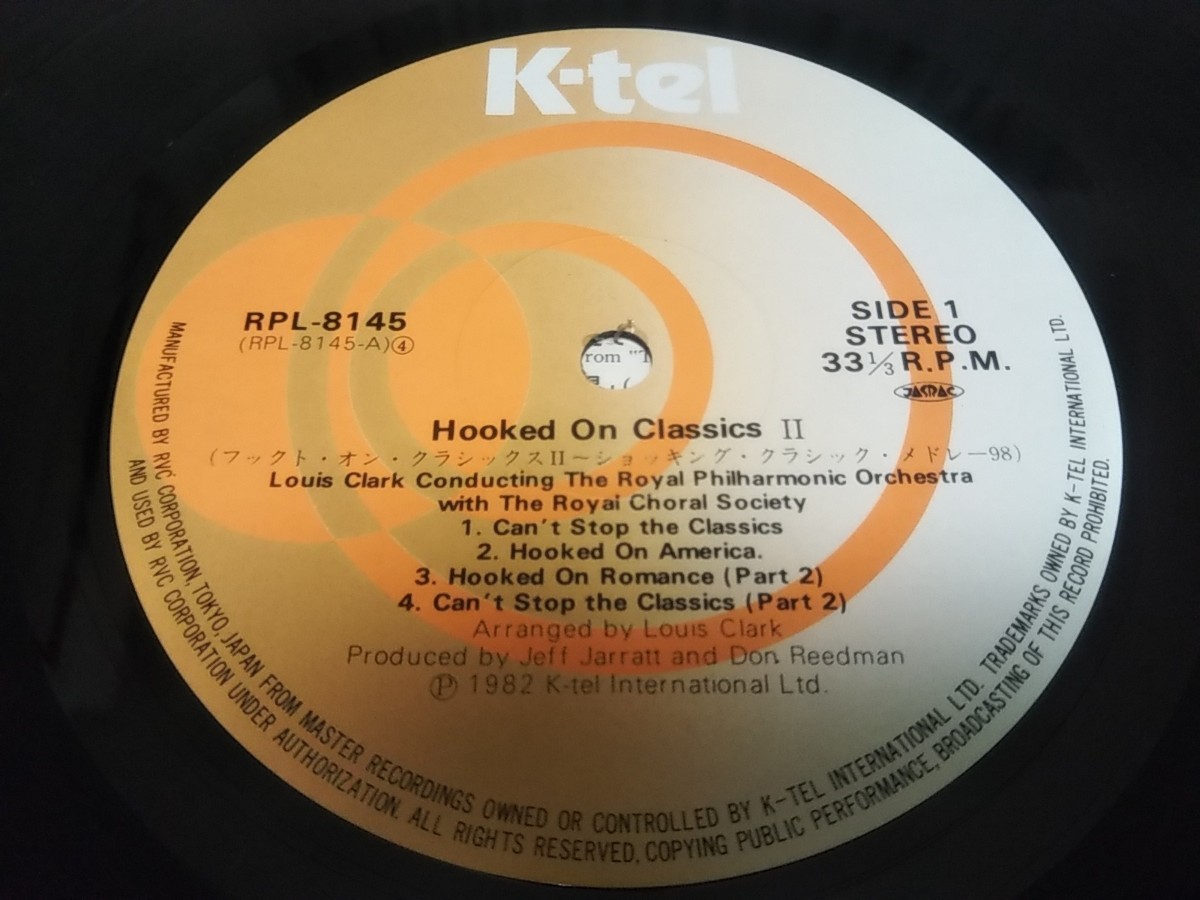 K-tel
RPL-8145
(RPL-8145-A)④
SIDE 1
STEREO
33 1/3 R.P.M.
JASRAC
rom "T
Hooked On Classics II
(フックト・オン・クラシックスII〜ショッキング・クラシック・メドレー98)
Louis Clark Conducting The Royal Philharmonic Orchestra
with The Royal Choral Society
1. Can't Stop the Classics
2. Hooked On America.
3. Hooked On Romance (Part 2)
4. Can't Stop the Classics (Part 2)
Arranged by Louis Clark
Produced by Jeff Jarratt and Don Reedman
Ⓟ 1982 K-tel International Ltd.
MANUFACTURED BY RVC CORPORATION, TOKYO, JAPAN FROM MASTER RECORDINGS OWNED OR CONTROLLED BY K-TEL INTERNATIONAL LTD. TRADEMARKS OWNED BY K-TEL INTERNATIONAL LTD.
AND USED BY RVC CORPORATION UNDER AUTHORIZATION. ALL RIGHTS RESERVED, COPYING PUBLIC PERFORMANCE, BROADCASTING OF THIS RECORD PROHIBITED.